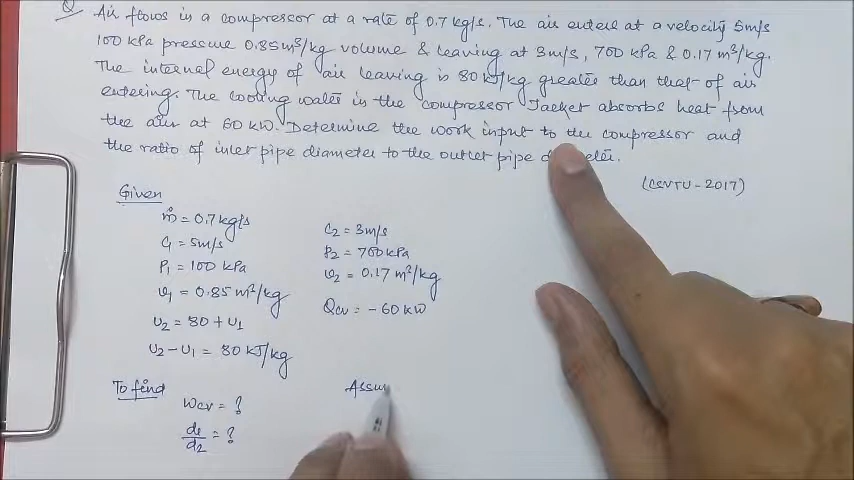 Q Air flows in a compressor at a rate of 0.7 kg/s. The air enters at a velocity 5m/s
100 kPa pressure 0.85 m³/kg volume & leaving at 3 m/s, 700 kPa & 0.17 m³/kg.
The internal energy of air leaving is 80 kJ/kg greater than that of air
entering. The cooling water in the compressor Jacket absorbs heat from
the air at 60 kW. Determine the work input to the compressor and
the ratio of inlet pipe diameter to the outlet pipe
(CSVTU - 2017)
Given
ṁ = 0.7 kg/s
C₁ = 5m/s
P₁ = 100 kPa
v₁ = 0.85 m³/kg
u₂ = 80 + u₁
u₂ - u₁ = 80 kJ/kg
C₂ = 3m/s
P₂ = 700 kPa
v₂ = 0.17 m³/kg
Qcv = - 60 kW
To find
Wcv = ?
d₁/d₂ = ?
Assu